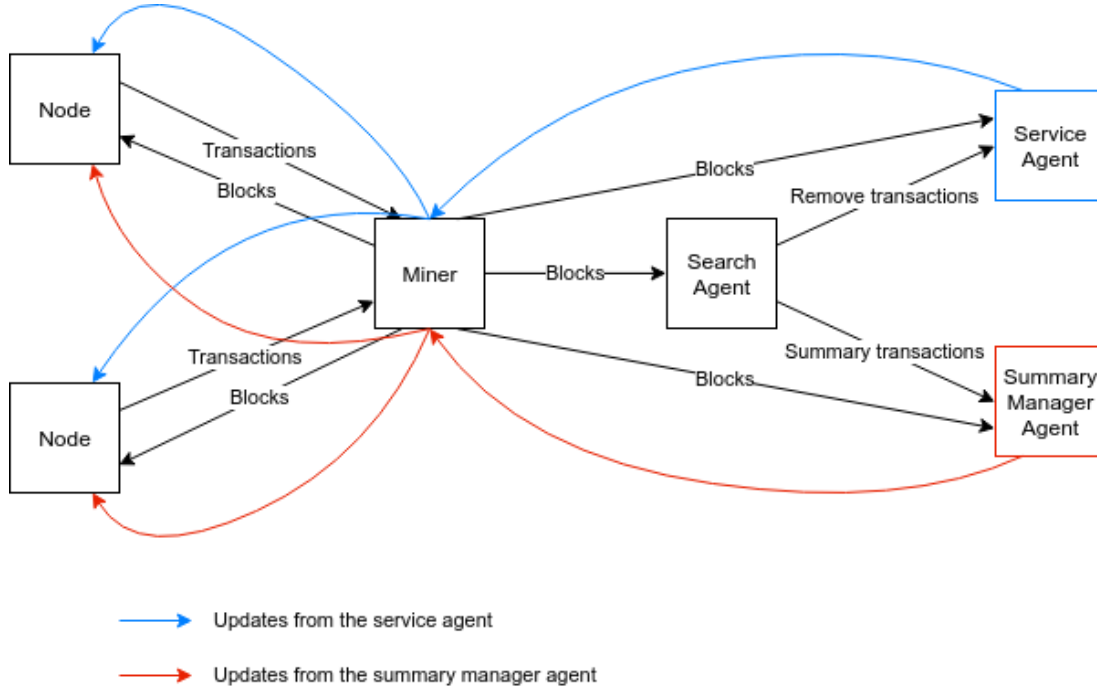 Node
Transactions
Blocks
Blocks
Service
Agent
Remove transactions
Miner
Blocks
Search
Agent
Transactions
Blocks
Summary transactions
Blocks
Summary
Manager
Agent
Node
Updates from the service agent
Updates from the summary manager agent